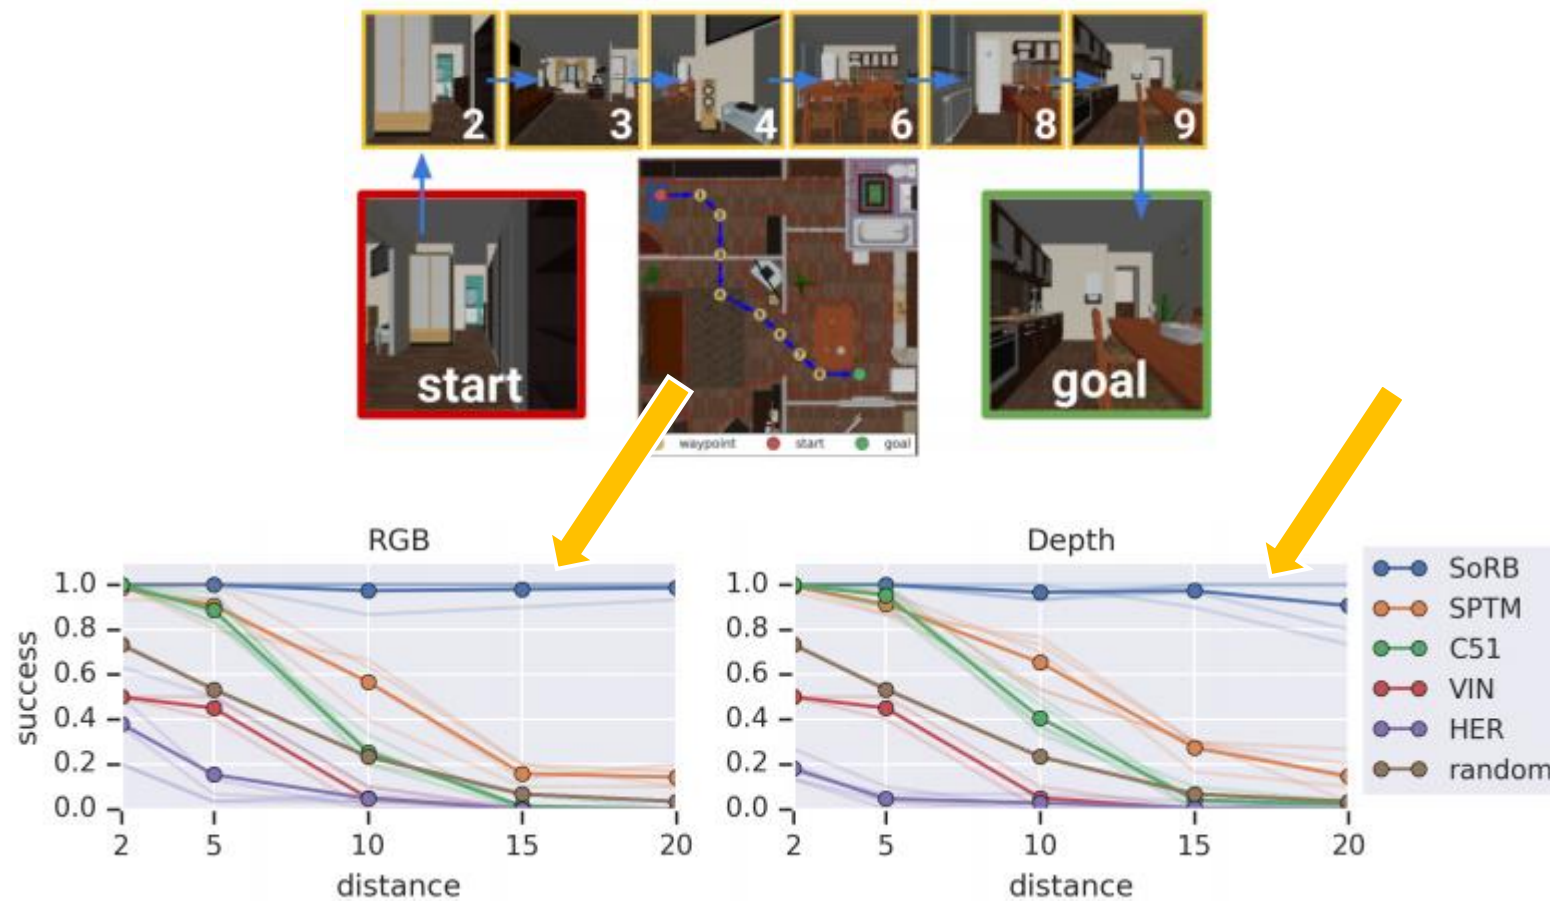 2 3 4 6 8 9
start
goal
waypoint start goal
RGB
Depth
success
1.0
0.8
0.6
0.4
0.2
0.0
2 5 10 15 20
distance
1.0
0.8
0.6
0.4
0.2
0.0
2 5 10 15 20
distance
SoRB
SPTM
C51
VIN
HER
random